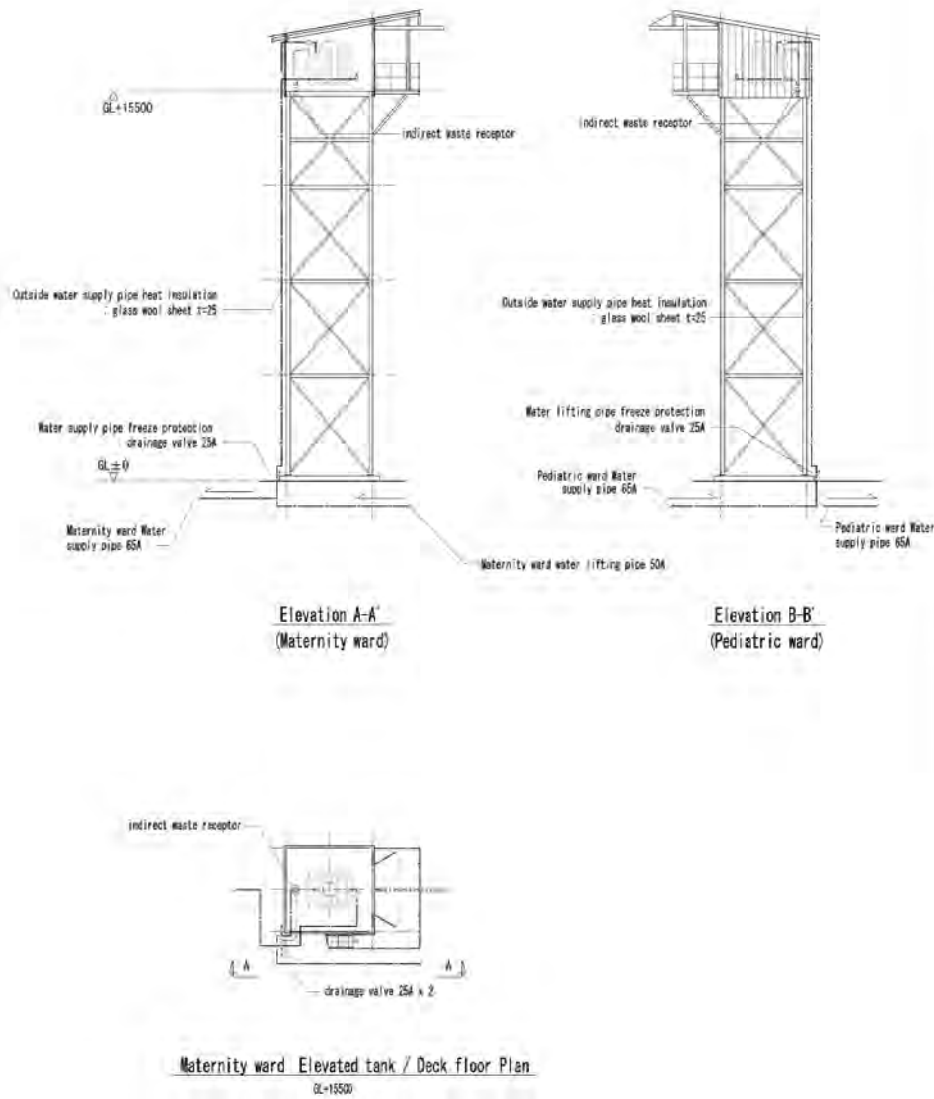 GL+15500
indirect waste receptor
indirect waste receptor
Outside water supply pipe heat insulation
glass wool sheet t=25
Outside water supply pipe heat insulation
glass wool sheet t=25
Water supply pipe freeze protection
drainage valve 25A
Water lifting pipe freeze protection
drainage valve 25A
GL±0
Pediatric ward Water
supply pipe 65A
Maternity ward Water
supply pipe 65A
Pediatric ward Water
supply pipe 65A
Maternity ward water lifting pipe 50A
Elevation A-A'
(Maternity ward)
Elevation B-B'
(Pediatric ward)
indirect waste receptor
A
A
drainage valve 25A x 2
Maternity ward Elevated tank / Deck floor Plan
GL+15500